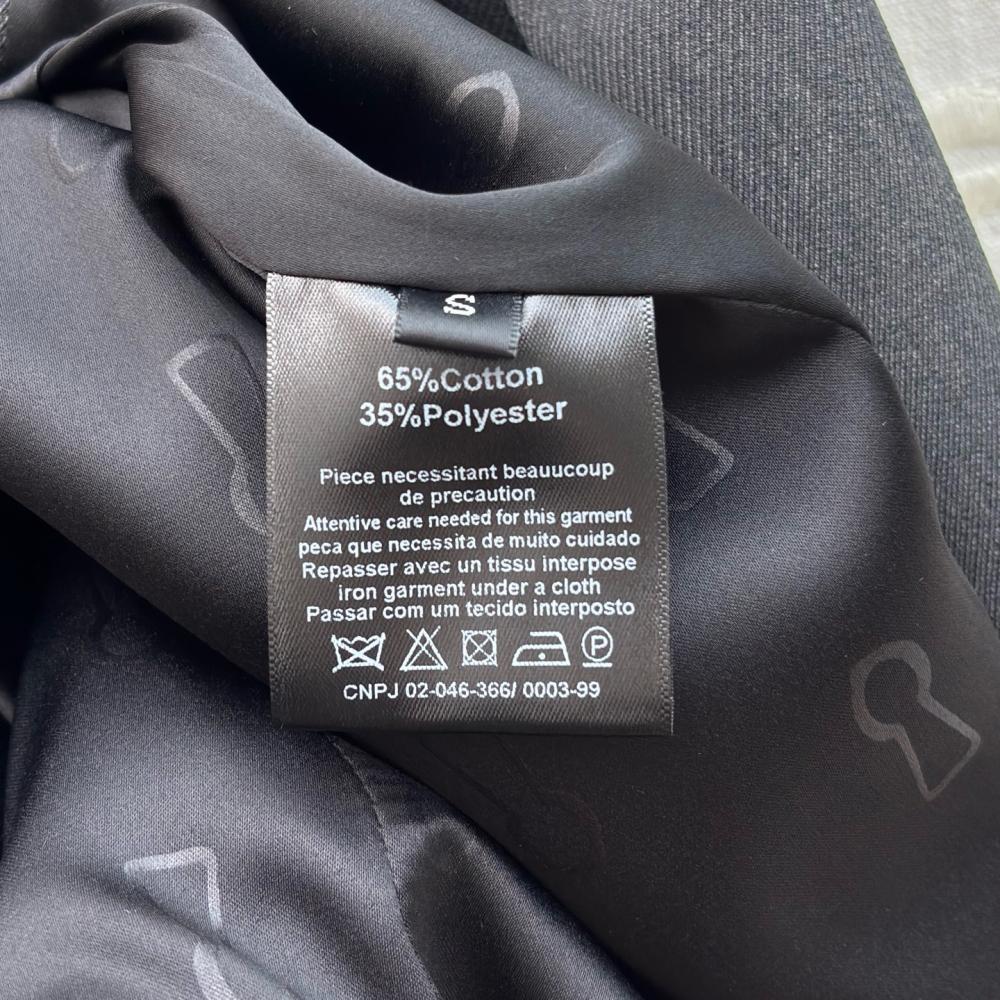 S
65%Cotton
35%Polyester
Piece necessitant beauucoup
de precaution
Attentive care needed for this garment
peca que necessita de muito cuidado
Repasser avec un tissu interpose
iron garment under a cloth
Passar com um tecido interposto
P
CNPJ 02-046-366/ 0003-99